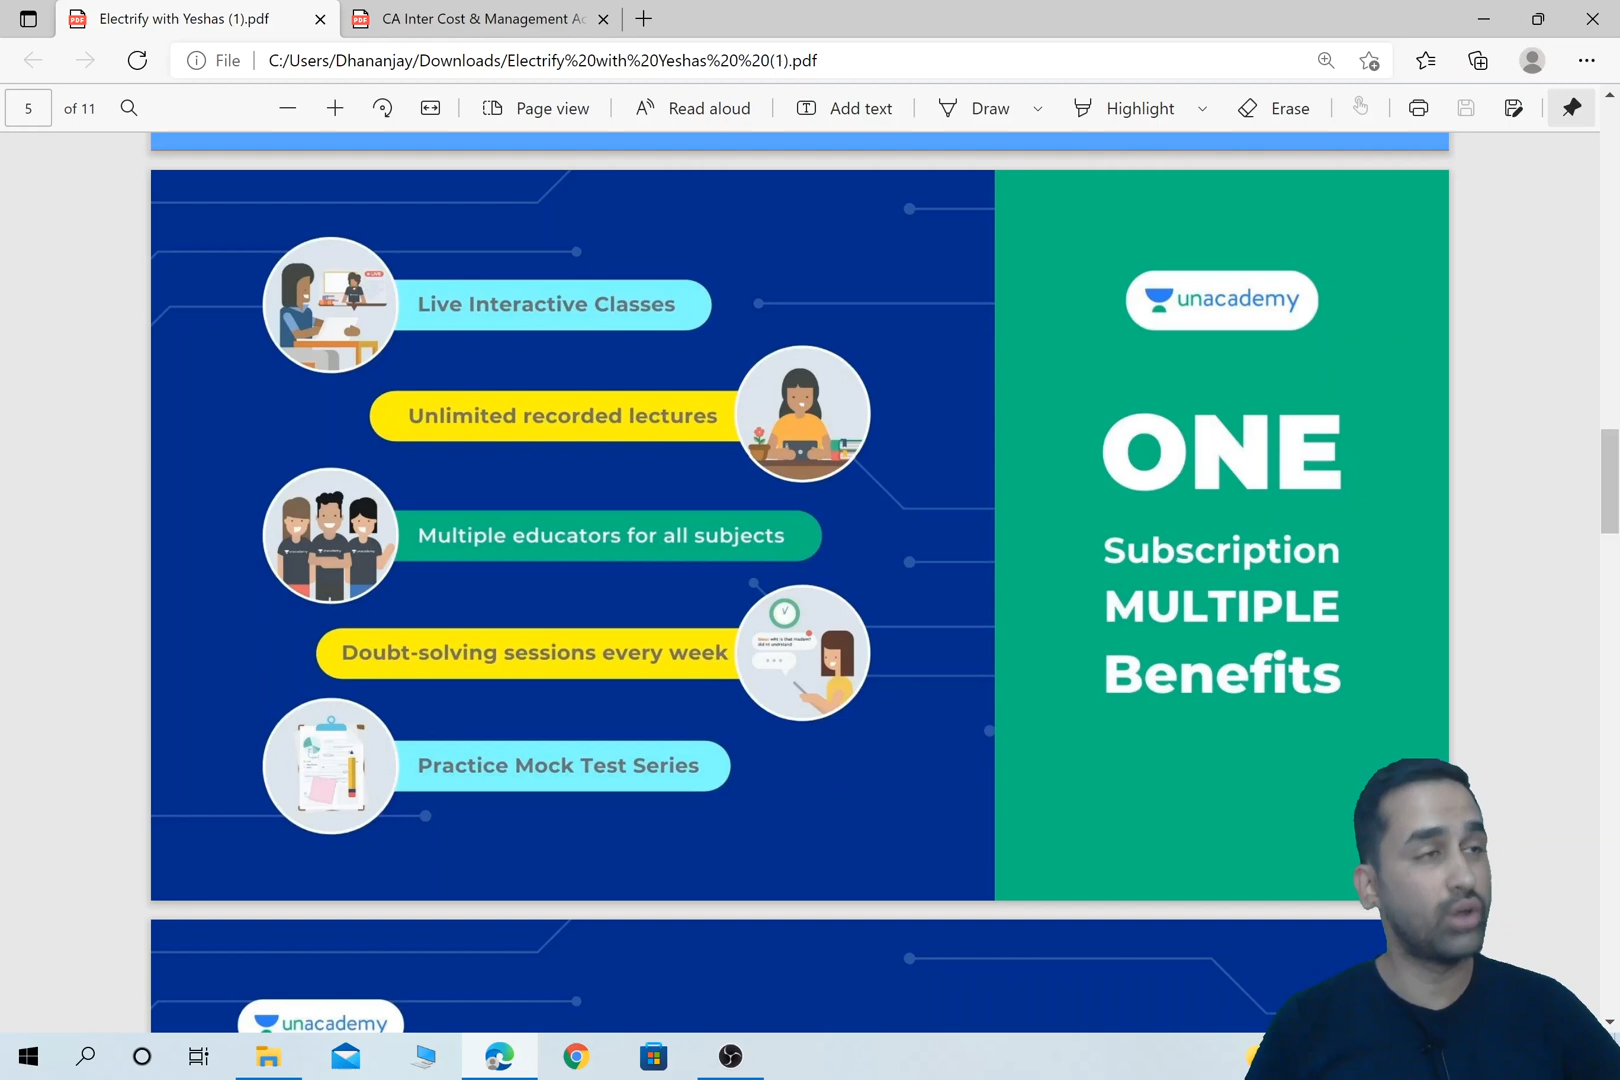 Electrify with Yeshas (1).pdf
CA Inter Cost & Management Ac
File
C:/Users/Dhananjay/Downloads/Electrify%20with%20Yeshas%20%20(1).pdf
5
of 11
Page view
Read aloud
Add text
Draw
Highlight
Erase
Live Interactive Classes
Unlimited recorded lectures
Multiple educators for all subjects
Doubt-solving sessions every week
Practice Mock Test Series
unacademy
ONE
Subscription
MULTIPLE
Benefits
unacademy